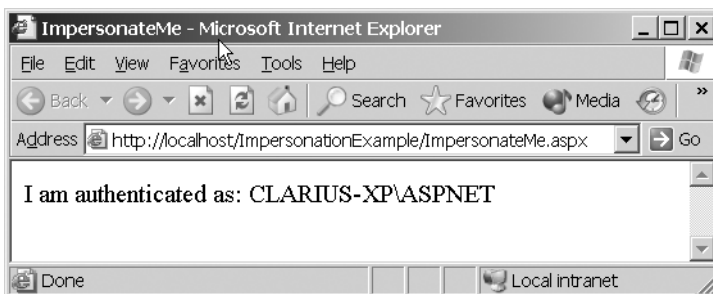 ImpersonateMe - Microsoft Internet Explorer
File Edit View Favorites Tools Help
Back Search Favorites Media »
Address http://localhost/ImpersonationExample/ImpersonateMe.aspx Go
I am authenticated as: CLARIUS-XP\ASPNET
Done Local intranet